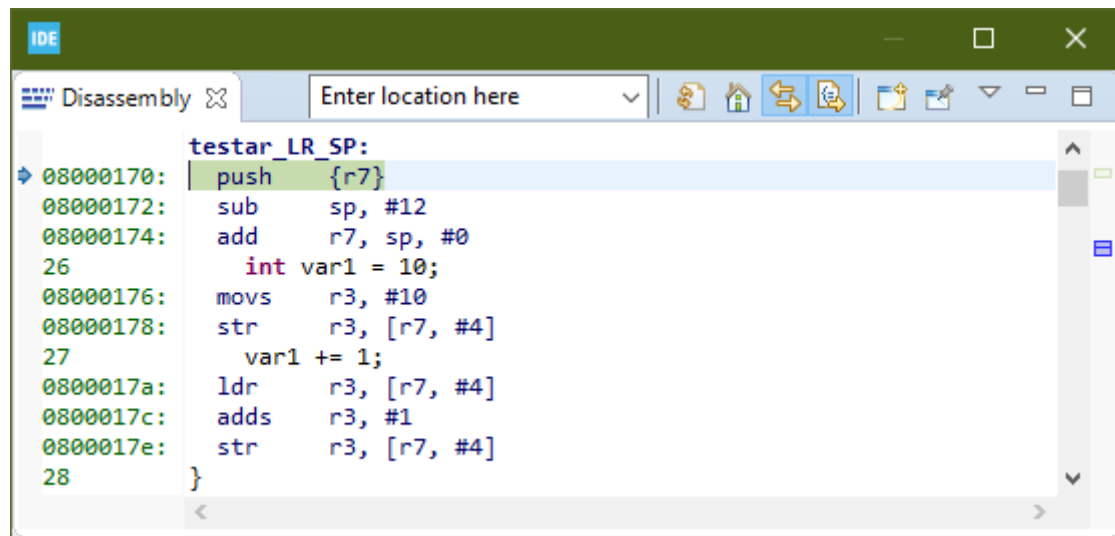 IDE
Disassembly Enter location here
testar_LR_SP:
08000170: push {r7}
08000172: sub sp, #12
08000174: add r7, sp, #0
26 int var1 = 10;
08000176: movs r3, #10
08000178: str r3, [r7, #4]
27 var1 += 1;
0800017a: ldr r3, [r7, #4]
0800017c: adds r3, #1
0800017e: str r3, [r7, #4]
28 }